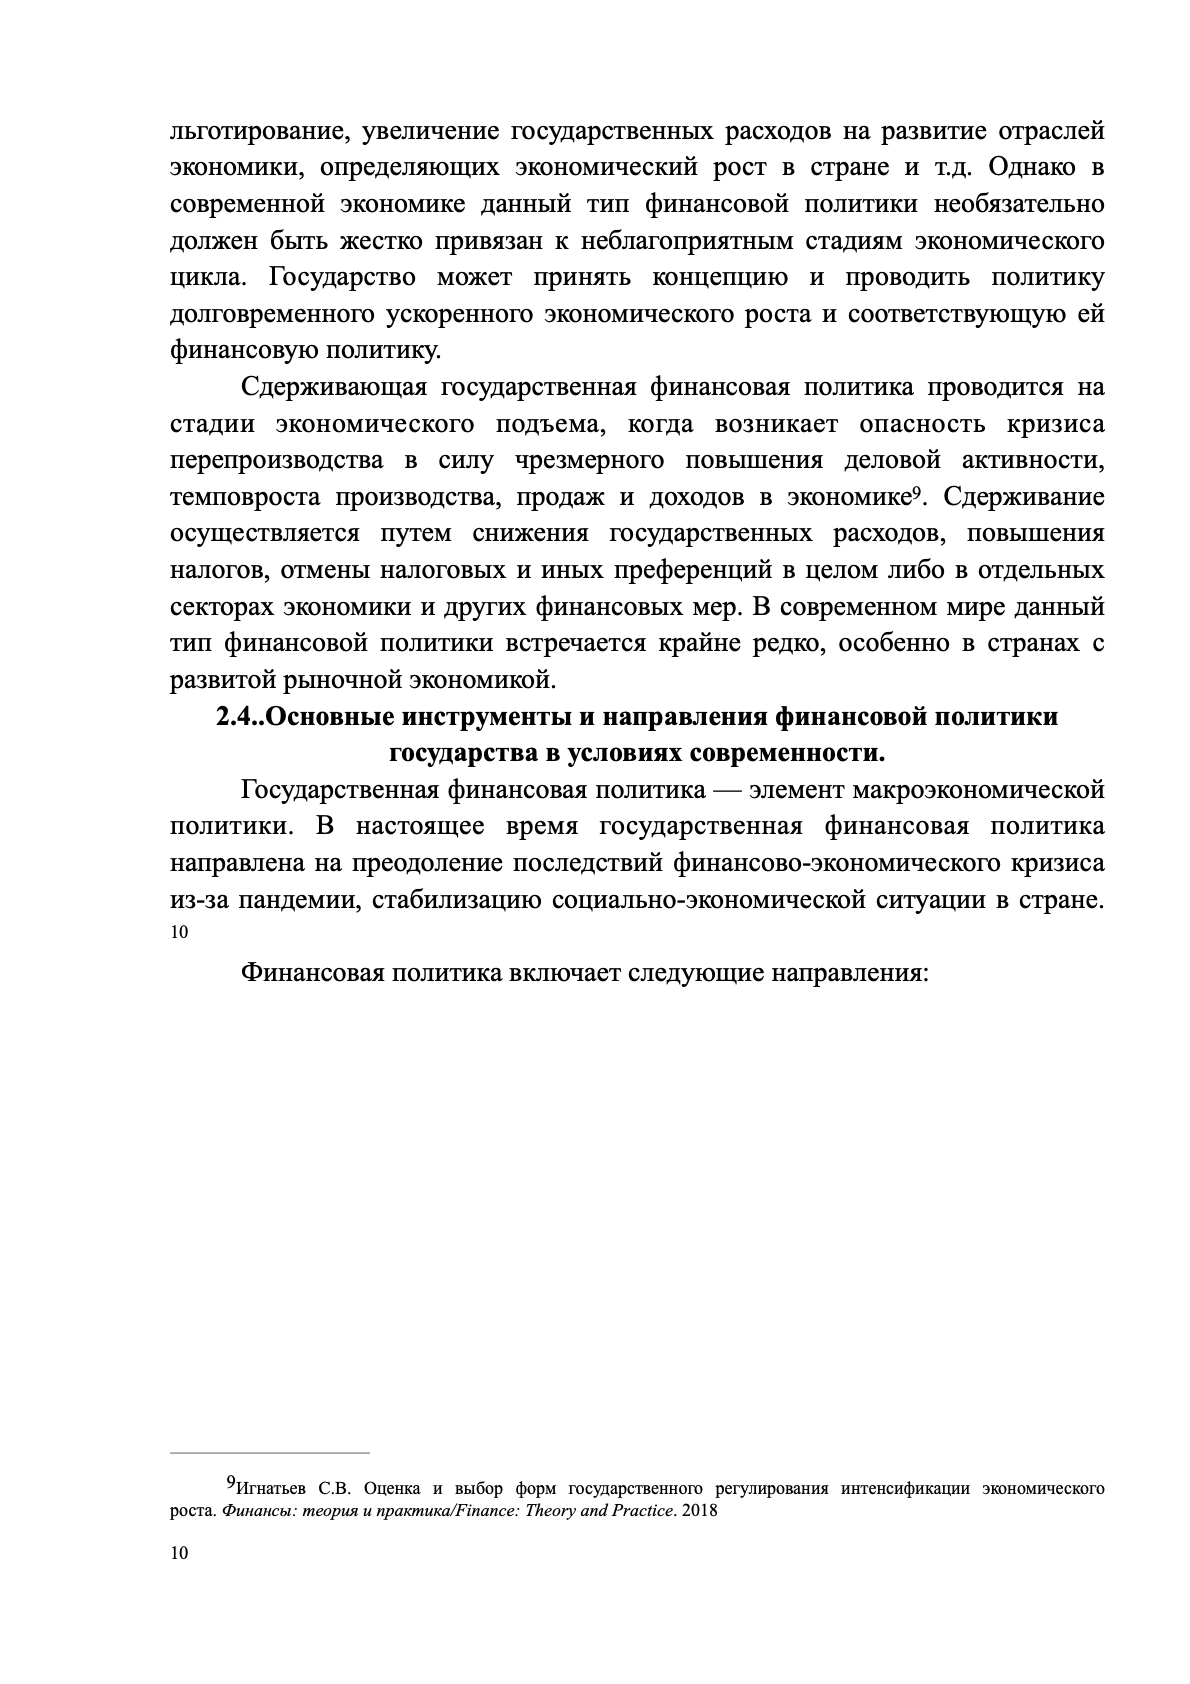 льготирование, увеличение государственных расходов на развитие отраслей
экономики, определяющих экономический рост в стране и т.д. Однако в
современной экономике данный тип финансовой политики необязательно
должен быть жестко привязан к неблагоприятным стадиям экономического
цикла. Государство может принять концепцию и проводить политику
долговременного ускоренного экономического роста и соответствующую ей
финансовую политику.
Сдерживающая государственная финансовая политика проводится на
стадии экономического подъема, когда возникает опасность кризиса
перепроизводства в силу чрезмерного повышения деловой активности,
темповроста производства, продаж и доходов в экономике9. Сдерживание
осуществляется путем снижения государственных расходов, повышения
налогов, отмены налоговых и иных преференций в целом либо в отдельных
секторах экономики и других финансовых мер. В современном мире данный
тип финансовой политики встречается крайне редко, особенно в странах с
развитой рыночной экономикой.
2.4..Основные инструменты и направления финансовой политики
государства в условиях современности.
Государственная финансовая политика — элемент макроэкономической
политики. В настоящее время государственная финансовая политика
направлена на преодоление последствий финансово-экономического кризиса
из-за пандемии, стабилизацию социально-экономической ситуации в стране.
10
Финансовая политика включает следующие направления:
9Игнатьев С.В. Оценка и выбор форм государственного регулирования интенсификации экономического
роста. Финансы: теория и практика/Finance: Theory and Practice. 2018
10